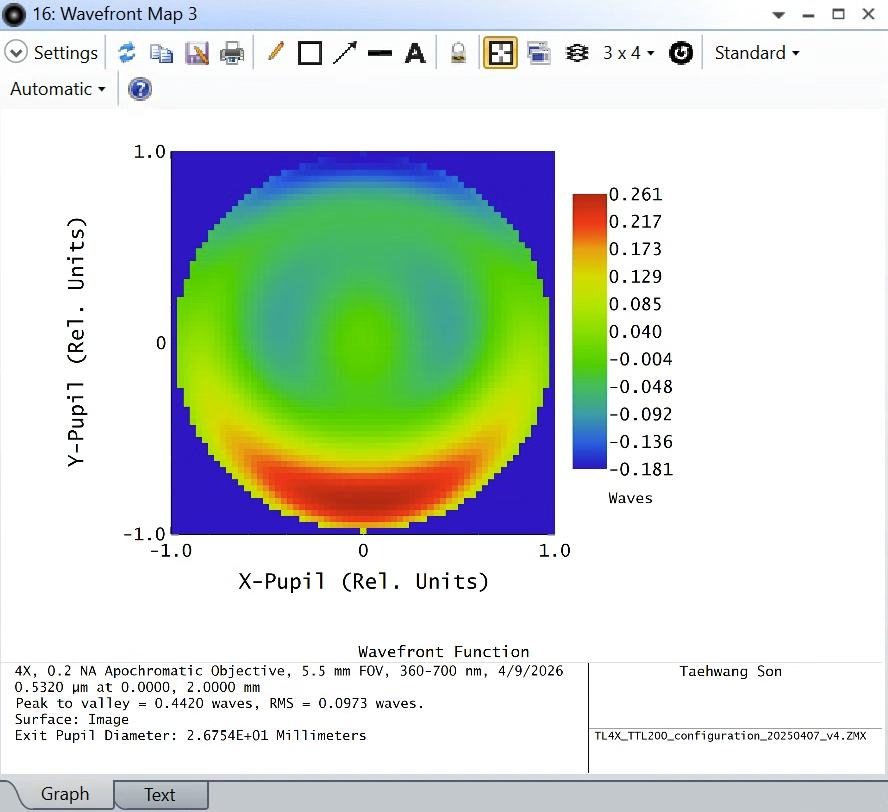 16: Wavefront Map 3
Settings
A
3 x 4
Standard
Automatic
?
1.0
0
-1.0
-1.0
0
1.0
Y-Pupil (Rel. Units)
X-Pupil (Rel. Units)
0.261
0.217
0.173
0.129
0.085
0.040
-0.004
-0.048
-0.092
-0.136
-0.181
Waves
Wavefront Function
4X, 0.2 NA Apochromatic Objective, 5.5 mm FOV, 360-700 nm, 4/9/2026
0.5320 µm at 0.0000, 2.0000 mm
Peak to valley = 0.4420 waves, RMS = 0.0973 waves.
Surface: Image
Exit Pupil Diameter: 2.6754E+01 Millimeters
Taehwang Son
TL4X_TTL200_configuration_20250407_v4.ZMX
Graph
Text